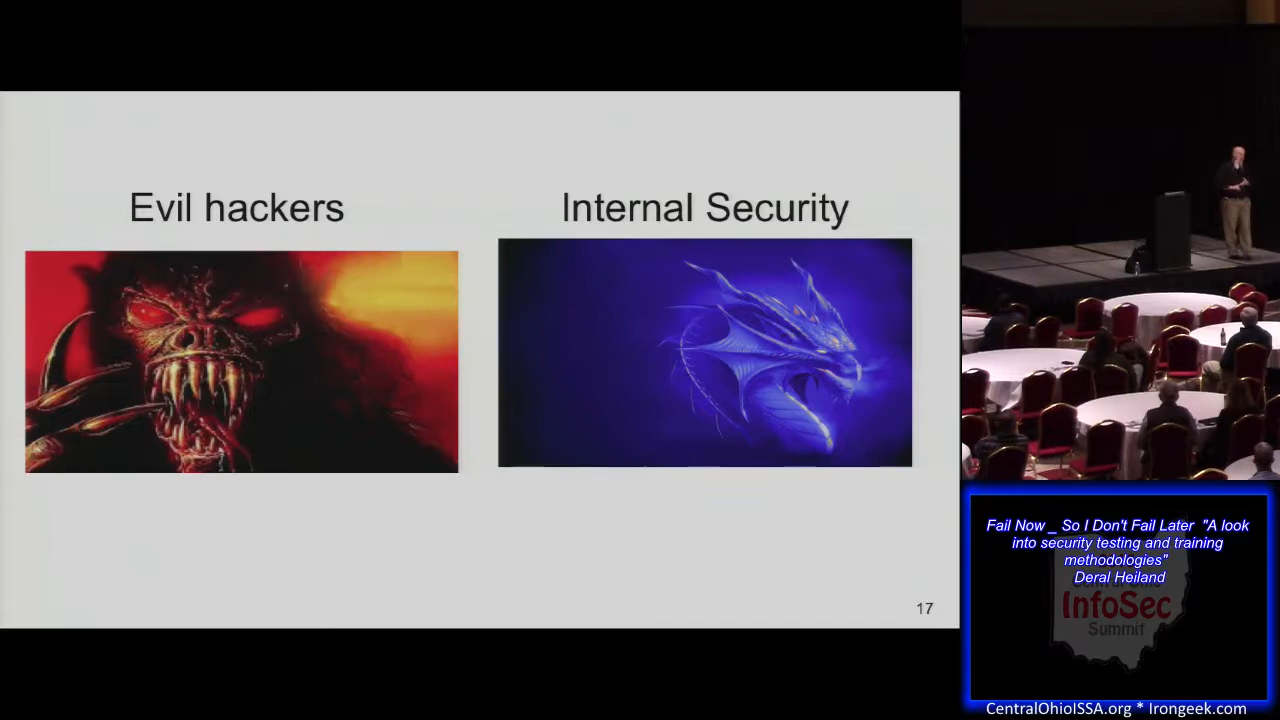 Evil hackers
Internal Security
17
Fail Now _ So I Don't Fail Later "A look
into security testing and training
methodologies"
Deral Heiland
InfoSec
Summit
CentralOhioISSA.org * Irongeek.com